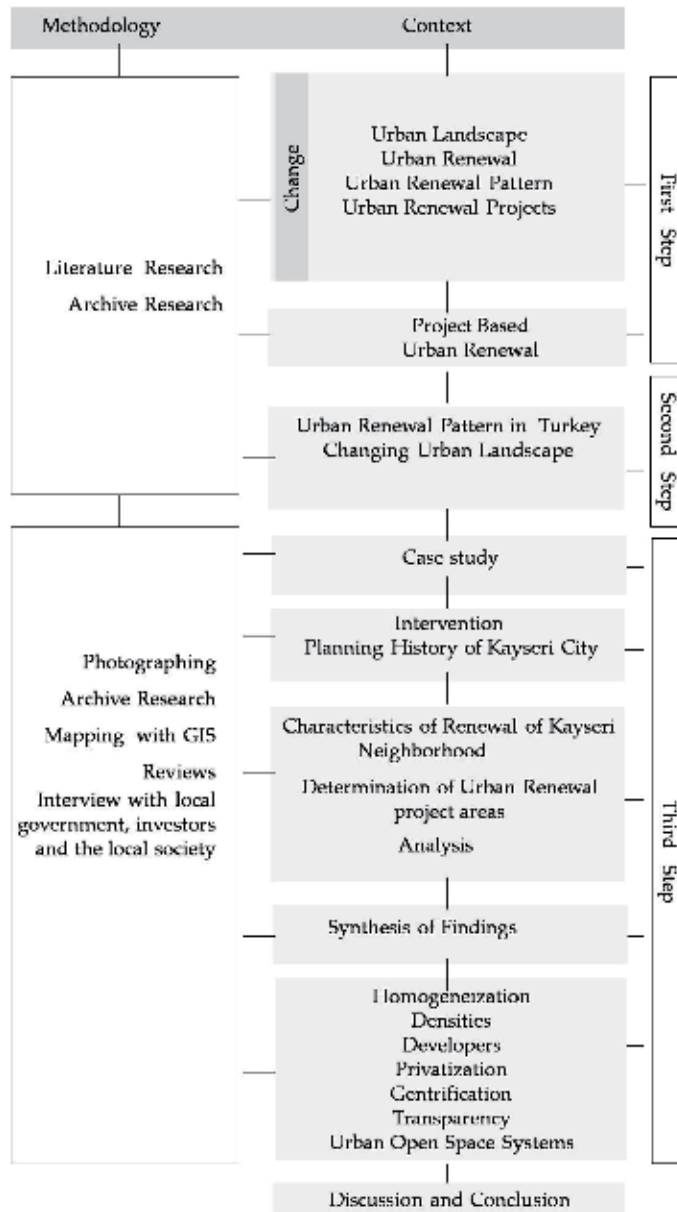 Methodology
Context
Change
Urban Landscape
Urban Renewal
Urban Renewal Pattern
Urban Renewal Projects
First Step
Literature Research
Archive Research
Project Based
Urban Renewal
Urban Renewal Pattern in Turkey
Changing Urban Landscape
Second Step
Case study
Intervention
Planning History of Kayseri City
Photographing
Archive Research
Mapping with GIS
Reviews
Interview with local
government, investors
and the local society
Characteristics of Renewal of Kayseri
Neighborhood
Determination of Urban Renewal
project areas
Analysis
Third Step
Synthesis of Findings
Homogeneization
Densities
Developers
Privatization
Gentrification
Transparency
Urban Open Space Systems
Discussion and Conclusion